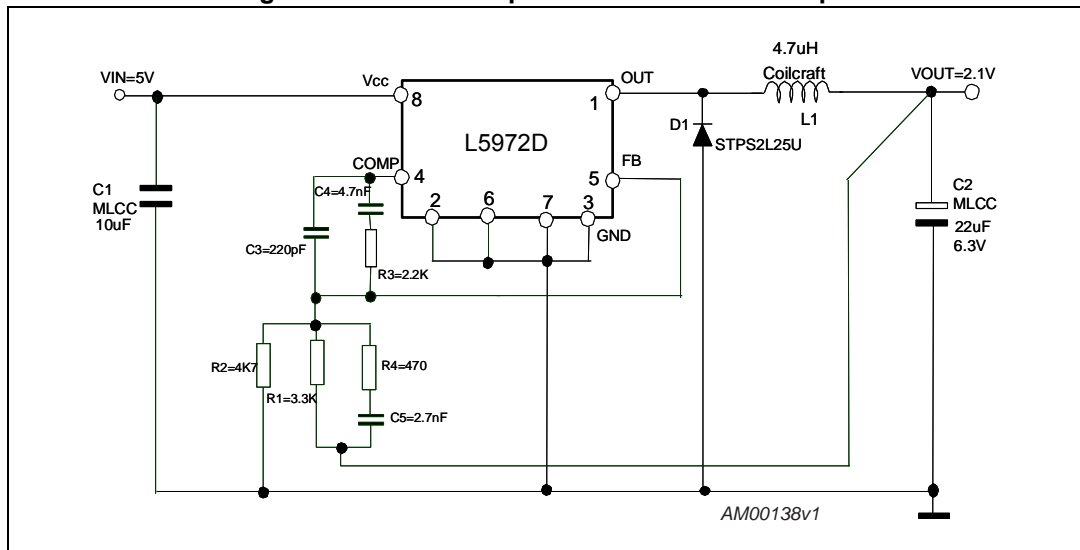 4.7uH
Coilcraft
L1
VIN=5V
Vcc
8
L5972D
1
OUT
VOUT=2.1V
D1
STPS2L25U
COMP
4
FB
5
C1
MLCC
10uF
C4=4.7nF
2
6
7
3
GND
C2
MLCC
22uF
6.3V
C3=220pF
R3=2.2K
R2=4K7
R1=3.3K
R4=470
C5=2.7nF
AM00138v1